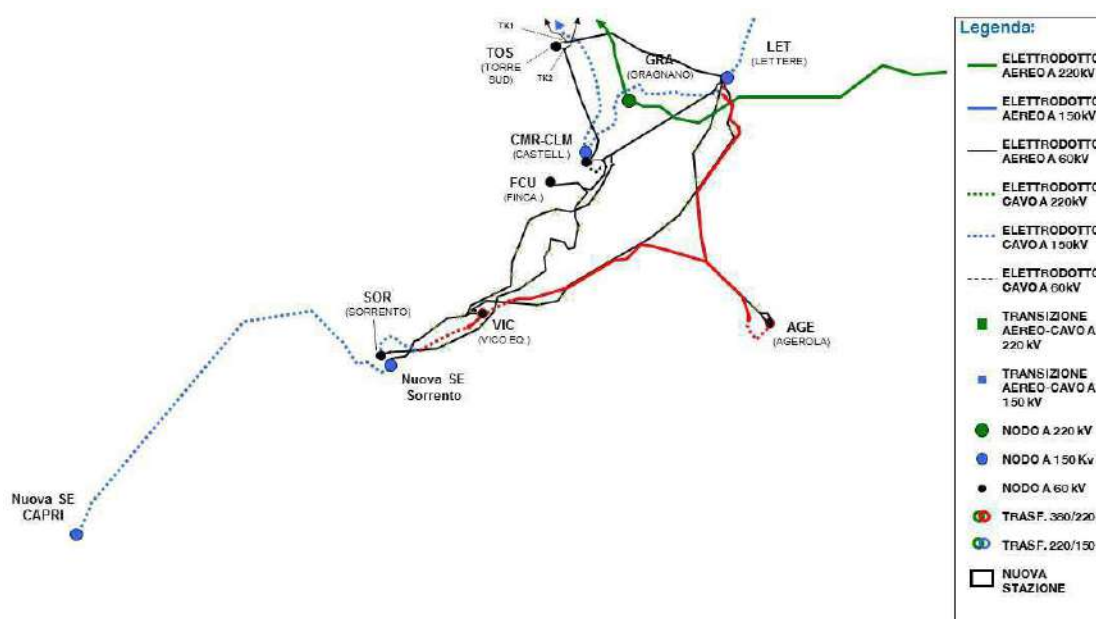 TK1
TOS
(TORRE
SUD)
TK2
GRA
(GRAGNANO)
LET
(LETTERE)
CMR-CLM
(CASTELL.)
FCU
(FINCA.)
SOR
(SORRENTO)
VIC
(VICO EQ.)
AGE
(AGEROLA)
Nuova SE
Sorrento
Nuova SE
CAPRI
Legenda:
ELETTRODOTTO
AEREO A 220kV
ELETTRODOTTO
AEREO A 150kV
ELETTRODOTTO
AEREO A 60kV
ELETTRODOTTO
CAVO A 220kV
ELETTRODOTTO
CAVO A 150kV
ELETTRODOTTO
CAVO A 60kV
TRANSIZIONE
AEREO-CAVO A
220 kV
TRANSIZIONE
AEREO-CAVO A
150 kV
NODO A 220 kV
NODO A 150 Kv
NODO A 60 kV
TRASF. 380/220
TRASF. 220/150
NUOVA
STAZIONE